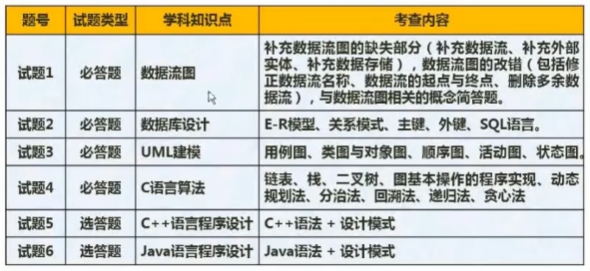 题号 试题类型 学科知识点 考查内容
试题1 必答题 数据流图 补充数据流图的缺失部分（补充数据流、补充外部
实体、补充数据存储），数据流图的改错（包括修
正数据流名称、数据流的起点与终点、删除多余数
据流），与数据流图相关的概念简答题。
试题2 必答题 数据库设计 E-R模型、关系模式、主键、外键、SQL语言。
试题3 必答题 UML建模 用例图、类图与对象图、顺序图、活动图、状态图。
试题4 必答题 C语言算法 链表、栈、二叉树、图基本操作的程序实现、动态
规划法、分治法、回溯法、递归法、贪心法
试题5 选答题 C++语言程序设计 C++语法 + 设计模式
试题6 选答题 Java语言程序设计 Java语法 + 设计模式